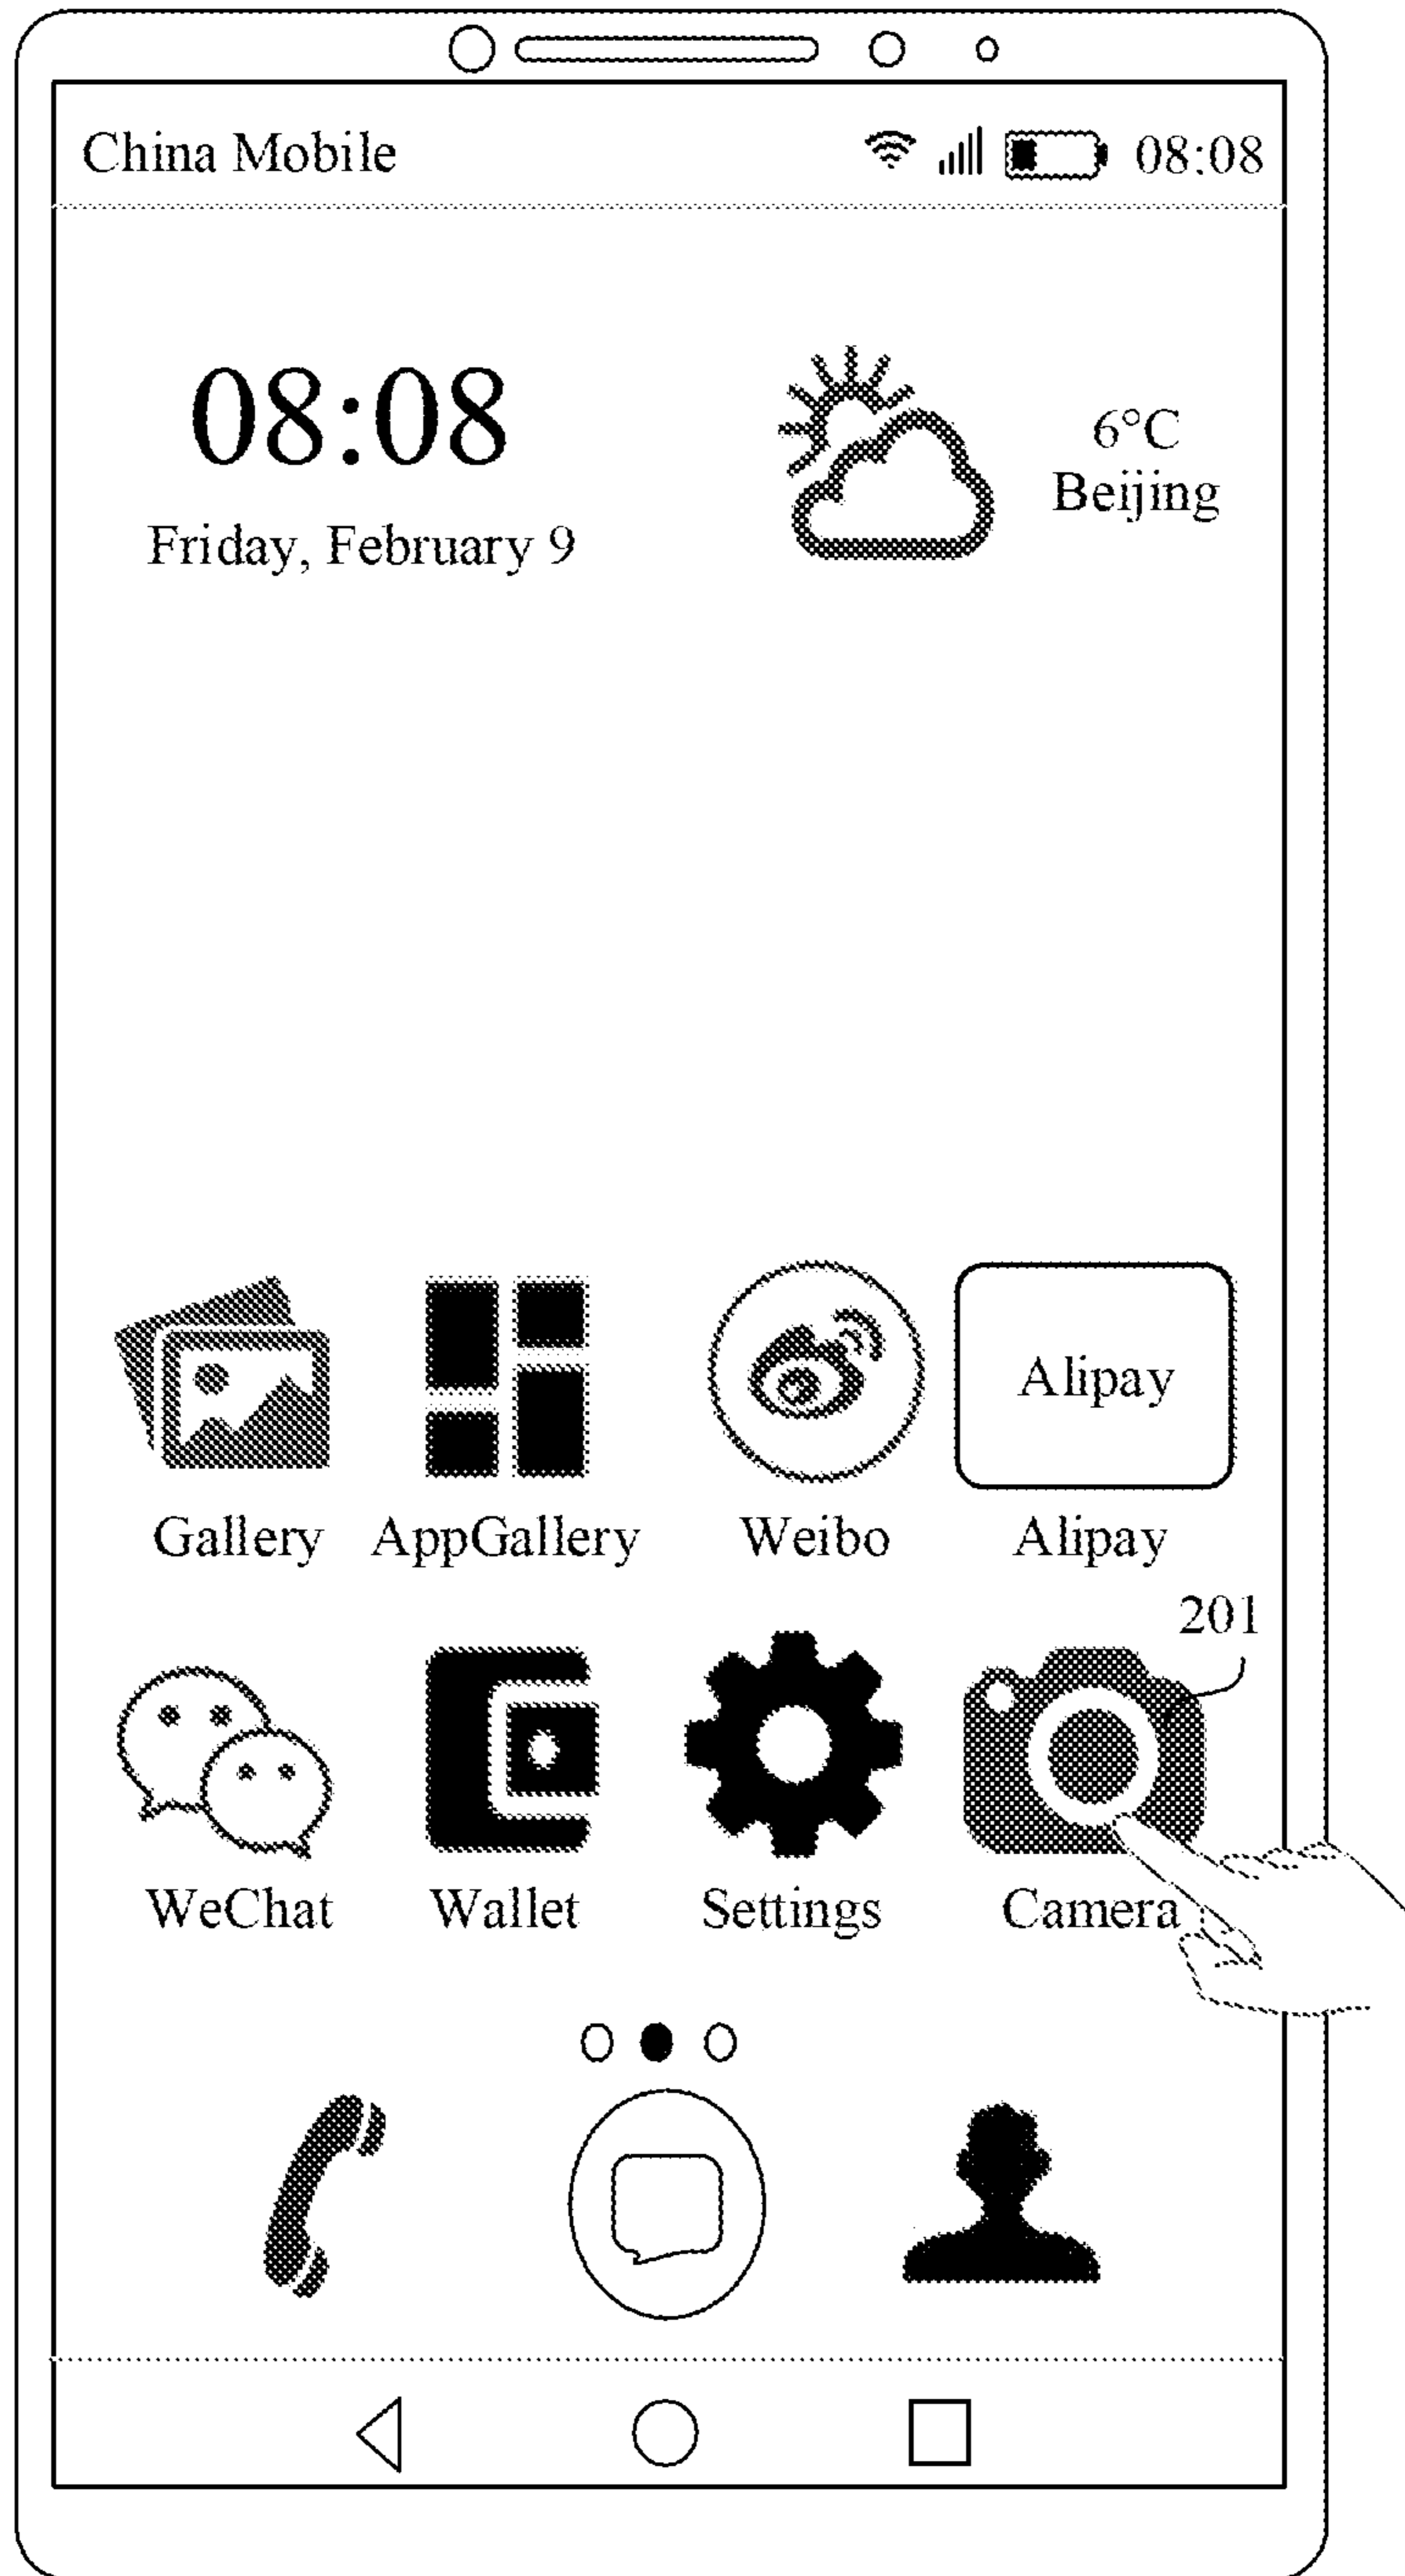 China Mobile 08:08
08:08
6°C
Beijing
Friday, February 9
Alipay
Gallery AppGallery Weibo Alipay
201
WeChat Wallet Settings Camera